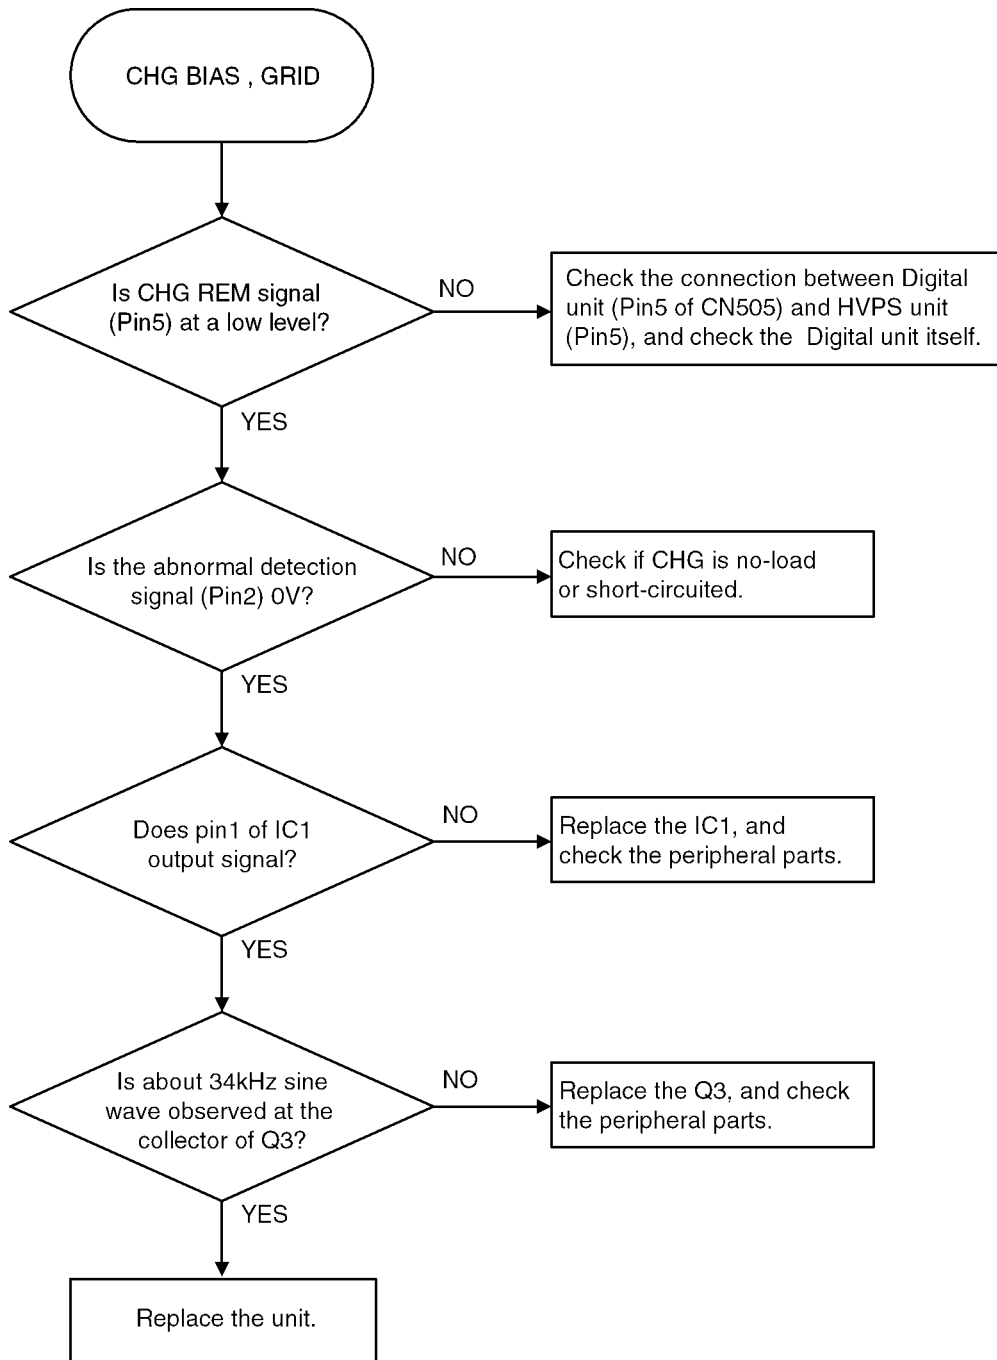 CHG BIAS , GRID
Is CHG REM signal
(Pin5) at a low level?
NO
Check the connection between Digital
unit (Pin5 of CN505) and HVPS unit
(Pin5), and check the Digital unit itself.
YES
Is the abnormal detection
signal (Pin2) 0V?
NO
Check if CHG is no-load
or short-circuited.
YES
Does pin1 of IC1
output signal?
NO
Replace the IC1, and
check the peripheral parts.
YES
Is about 34kHz sine
wave observed at the
collector of Q3?
NO
Replace the Q3, and check
the peripheral parts.
YES
Replace the unit.